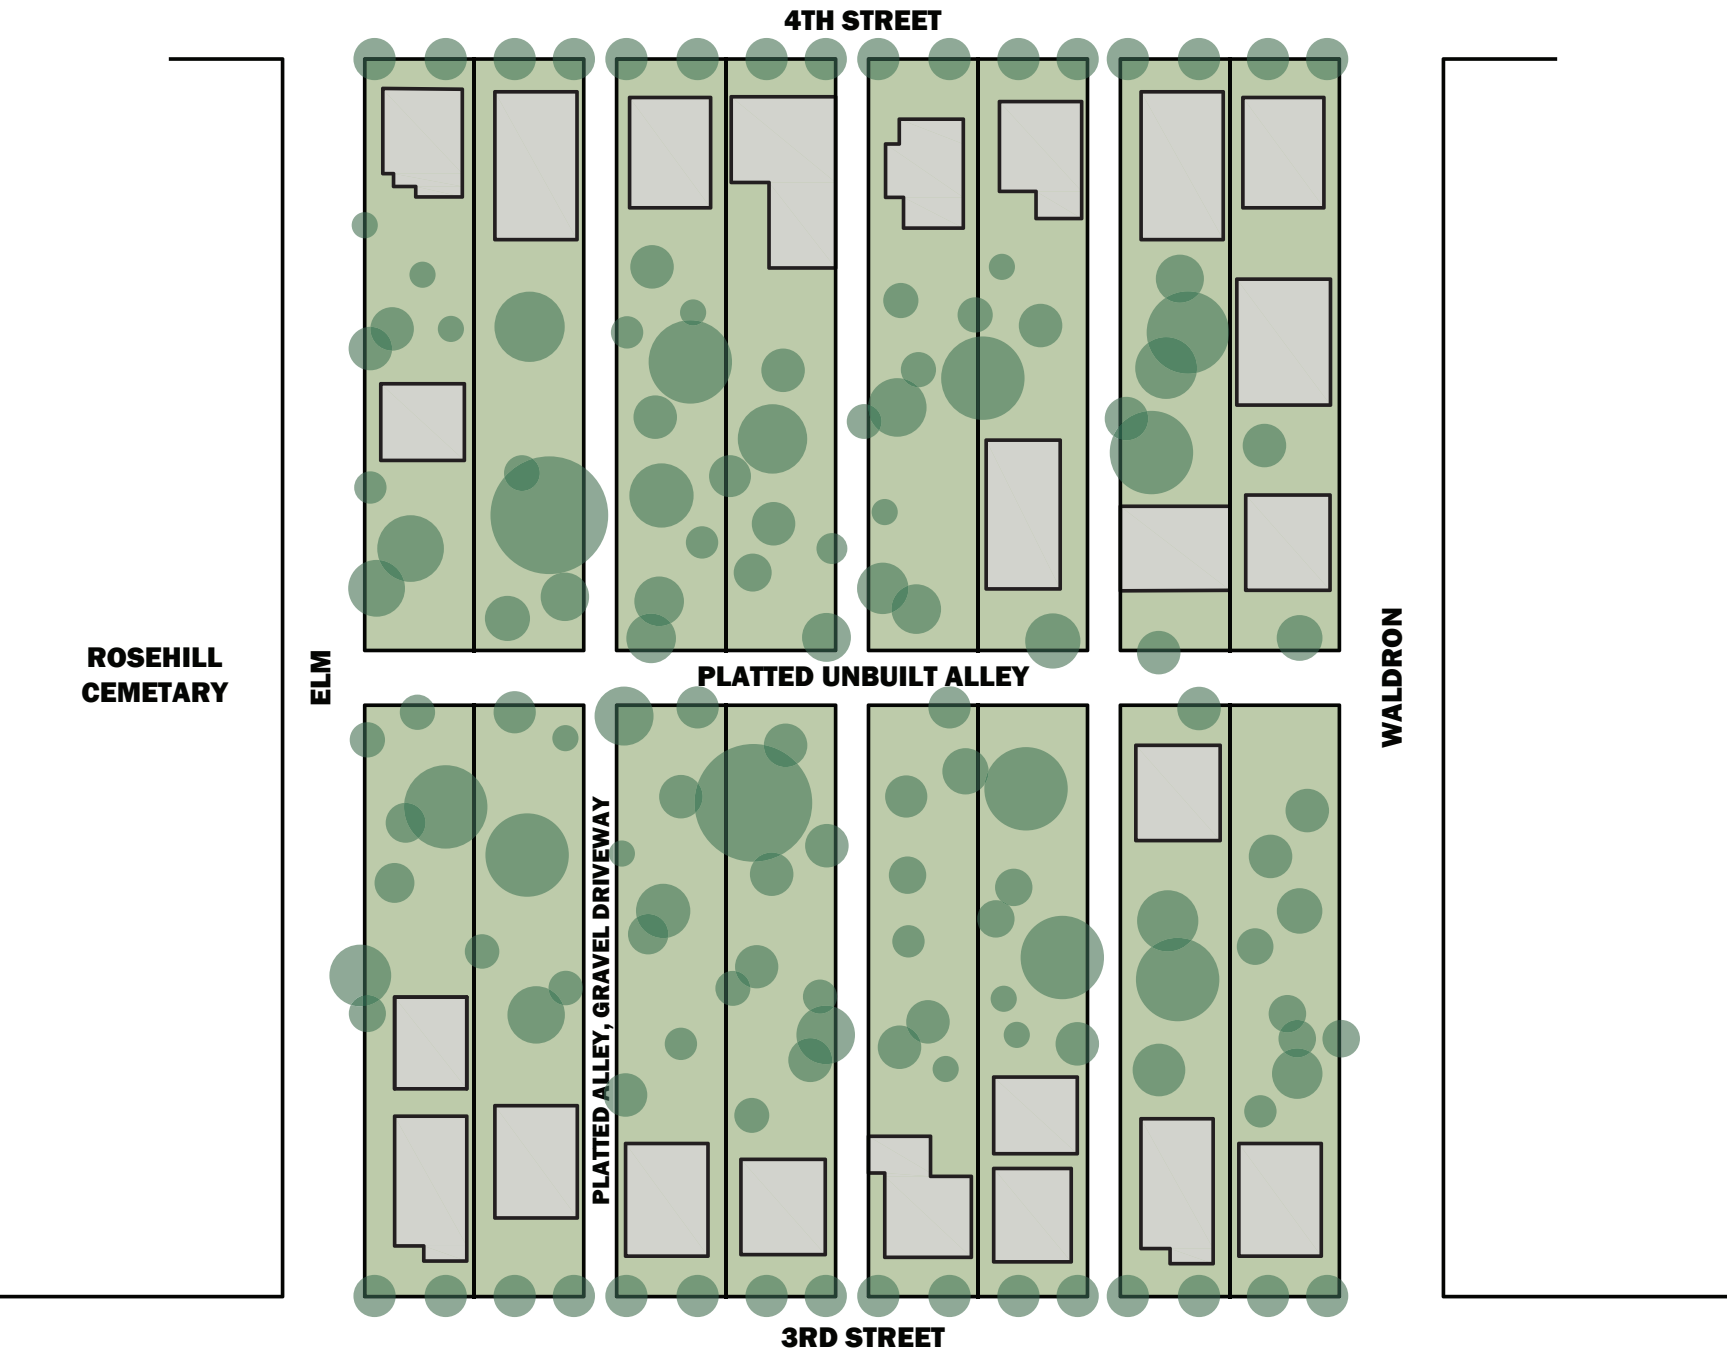 4TH STREET
ROSEHILL
CEMETARY
ELM
PLATTED UNBUILT ALLEY
WALDRON
PLATTED ALLEY, GRAVEL DRIVEWAY
3RD STREET